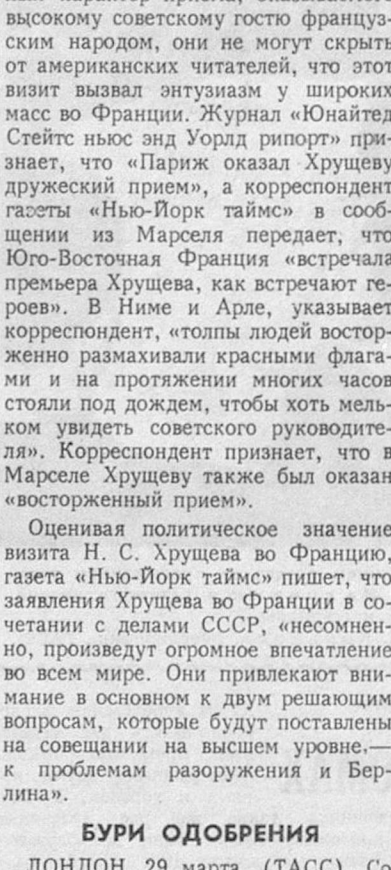 высокому советскому гостю француз-
ским народом, они не могут скрыть
от американских читателей, что этот
визит вызвал энтузиазм у широких
масс во Франции. Журнал «Юнайтед
Стейтс ньюс энд Уорлд рипорт» при-
знает, что «Париж оказал Хрущеву
дружеский прием», а корреспондент
газеты «Нью-Йорк таймс» в сооб-
щении из Марселя передает, что
Юго-Восточная Франция «встречала
премьера Хрущева, как встречают ге-
роев». В Ниме и Арле, указывает
корреспондент, «толпы людей востор-
женно размахивали красными флага-
ми и на протяжении многих часов
стояли под дождем, чтобы хоть мель-
ком увидеть советского руководите-
ля». Корреспондент признает, что в
Марселе Хрущеву также был оказан
«восторженный прием».
Оценивая политическое значение
визита Н. С. Хрущева во Францию,
газета «Нью-Йорк таймс» пишет, что
заявления Хрущева во Франции в со-
четании с делами СССР, «несомнен-
но, произведут огромное впечатление
во всем мире. Они привлекают вни-
мание в основном к двум решающим
вопросам, которые будут поставлены
на совещании на высшем уровне,—
к проблемам разоружения и Бер-
лина».
БУРИ ОДОБРЕНИЯ
ЛОНДОН, 29 марта. (ТАСС). Со